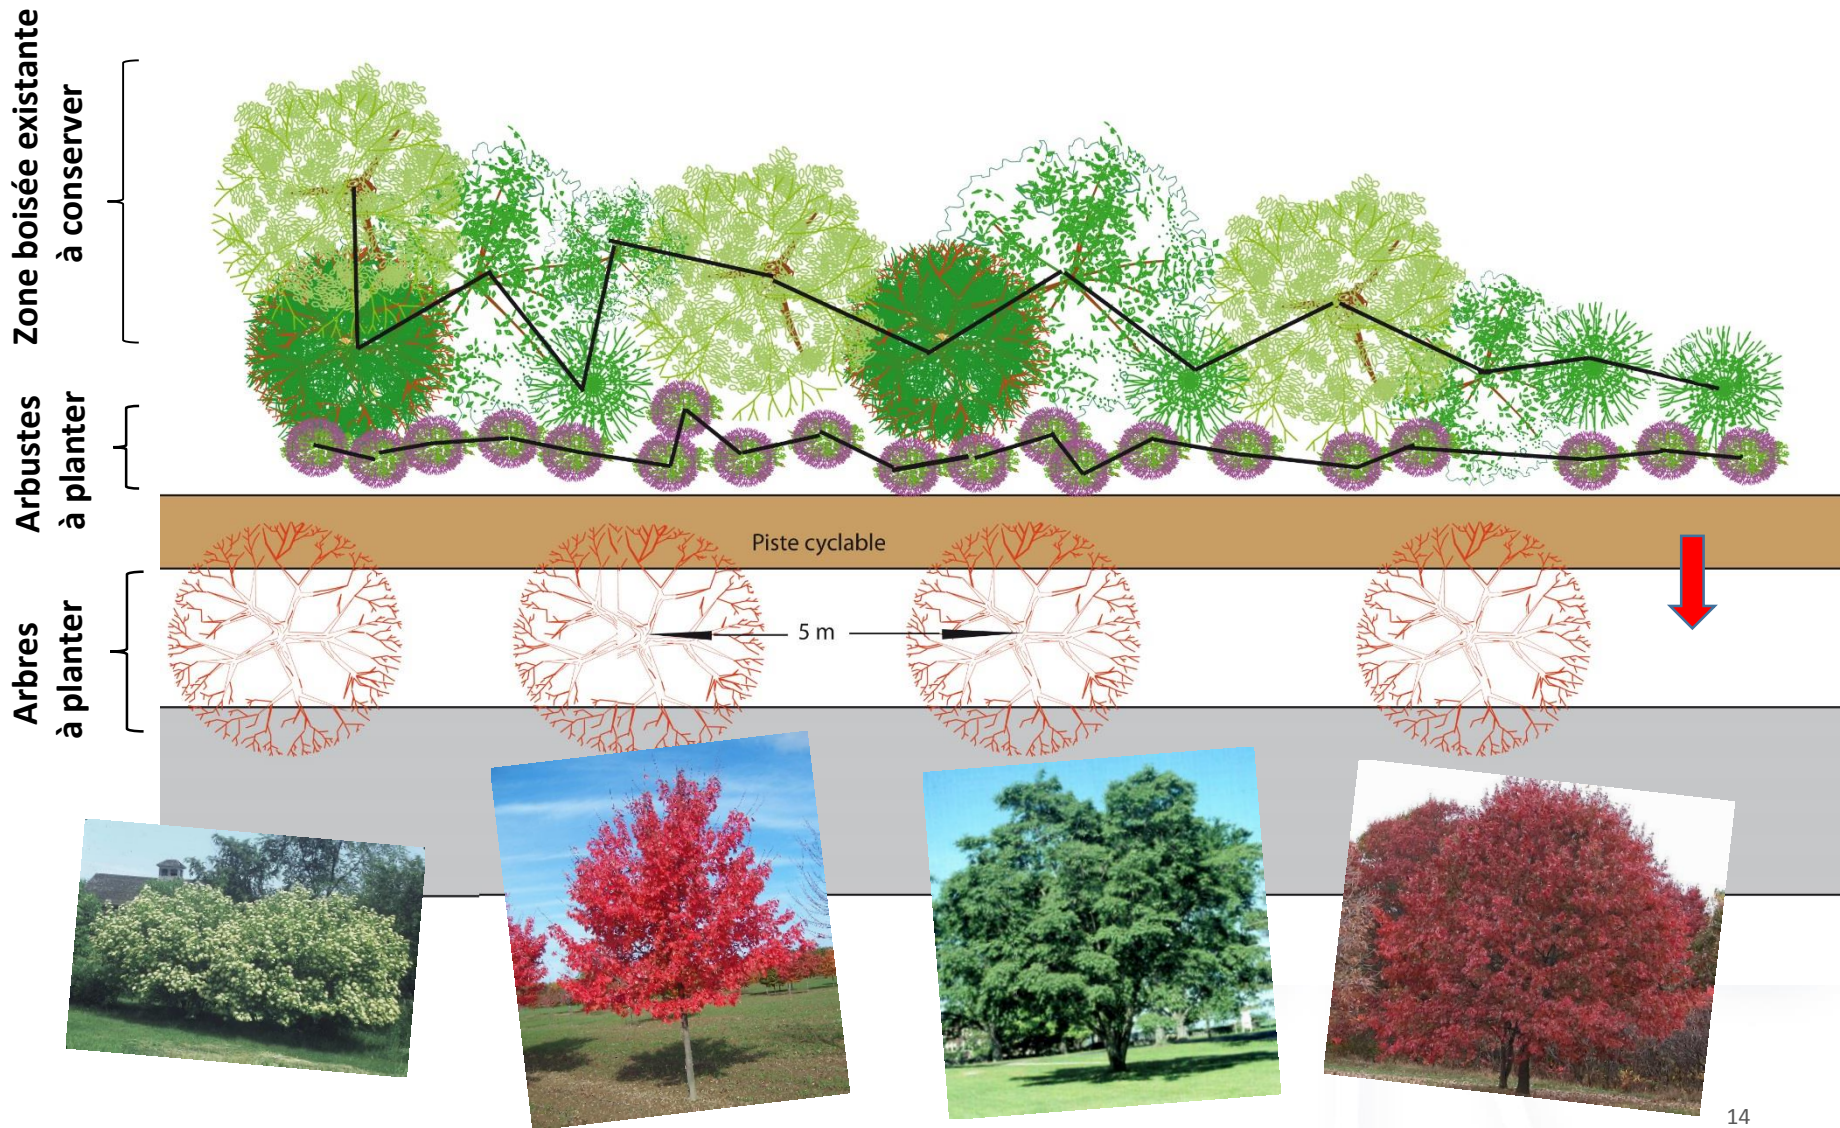 Zone boisée existante
à conserver
Arbustes
à planter
Piste cyclable
Arbres
à planter
5 m
14